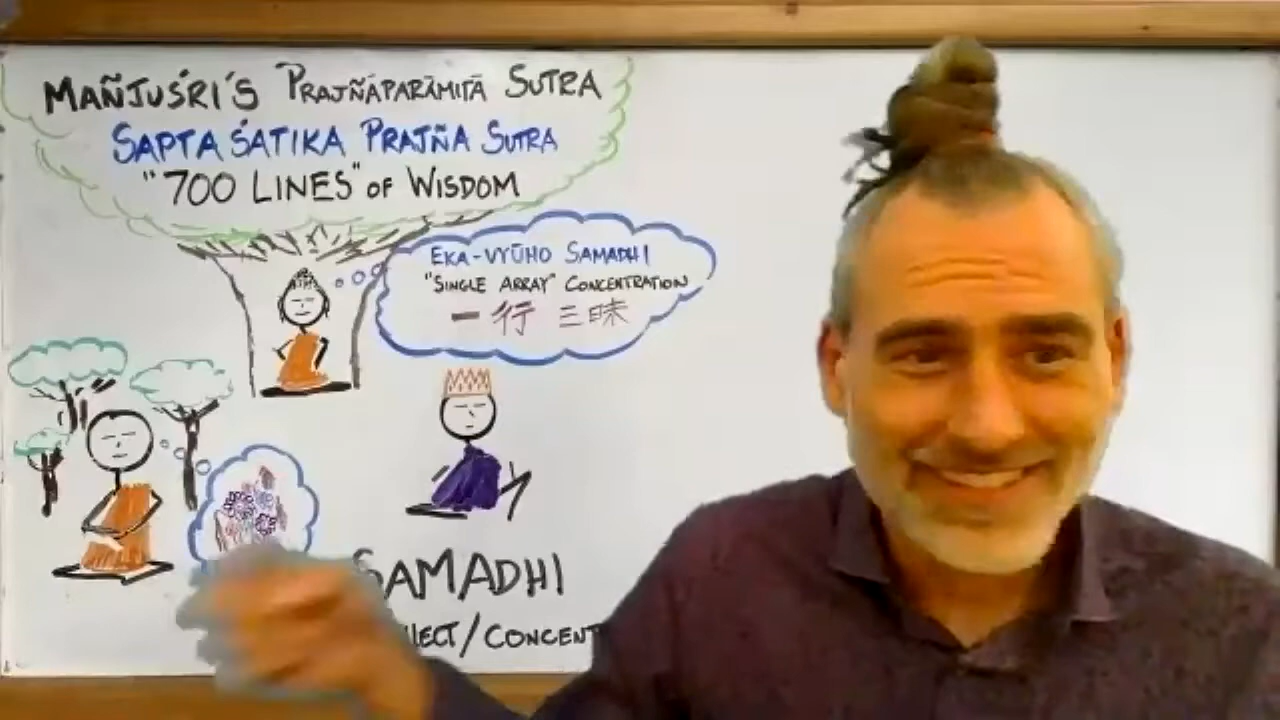 MAÑJUŚRI'S PRAJÑÁPARĀMITĀ SUTRA
SAPTAŚATIKA PRAJÑA SUTRA
"700 LINES" OF WISDOM
EKA-VYŪHO SAMADHI
"SINGLE ARRAY" CONCENTRATION
一行 三昧
SAMADHI